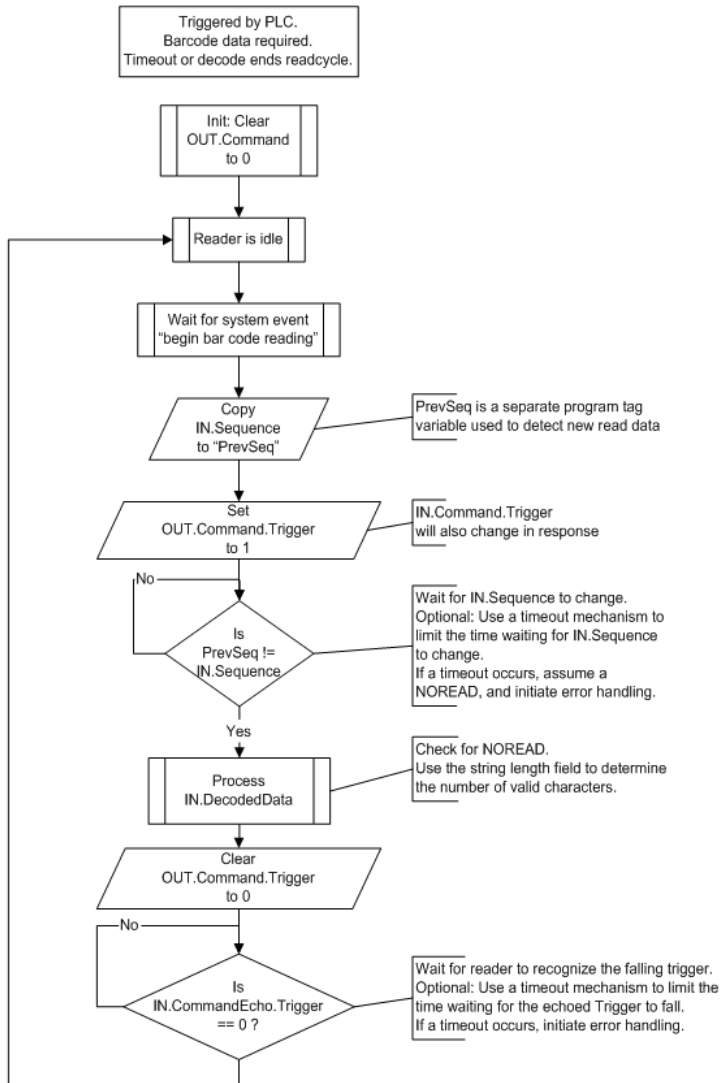 Triggered by PLC.
Barcode data required.
Timeout or decode ends readcycle.
Init: Clear
OUT.Command
to 0
Reader is idle
Wait for system event
“begin bar code reading”
Copy
IN.Sequence
to “PrevSeq”
PrevSeq is a separate program tag
variable used to detect new read data
Set
OUT.Command.Trigger
to 1
IN.Command.Trigger
will also change in response
No
Is
PrevSeq !=
IN.Sequence
Wait for IN.Sequence to change.
Optional: Use a timeout mechanism to
limit the time waiting for IN.Sequence
to change.
If a timeout occurs, assume a
NOREAD, and initiate error handling.
Yes
Process
IN.DecodedData
Check for NOREAD.
Use the string length field to determine
the number of valid characters.
Clear
OUT.Command.Trigger
to 0
No
Is
IN.CommandEcho.Trigger
== 0 ?
Wait for reader to recognize the falling trigger.
Optional: Use a timeout mechanism to limit the
time waiting for the echoed Trigger to fall.
If a timeout occurs, initiate error handling.